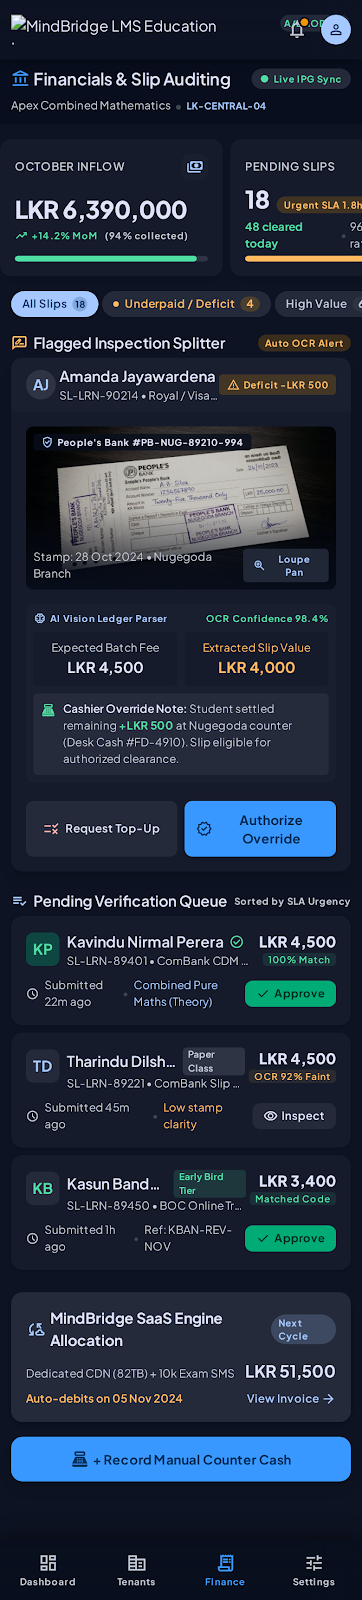 MindBridge LMS Education
Financials & Slip Auditing
Live IPG Sync
Apex Combined Mathematics • LK-CENTRAL-04
OCTOBER INFLOW
LKR 6,390,000
+14.2% MoM (94% collected)
PENDING SLIPS
18 Urgent SLA 1.8h
48 cleared
today
All Slips 18
Underpaid / Deficit 4
High Value
Flagged Inspection Splitter
Auto OCR Alert
AJ
Amanda Jayawardena
SL-LRN-90214 • Royal / Visa...
Deficit -LKR 500
People's Bank #PB-NUG-89210-994
PEOPLE'S
BANK
Stamp: 28 Oct 2024 • Nugegoda
Branch
Loupe
Pan
AI Vision Ledger Parser
OCR Confidence 98.4%
Expected Batch Fee
LKR 4,500
Extracted Slip Value
LKR 4,000
Cashier Override Note: Student settled
remaining +LKR 500 at Nugegoda counter
(Desk Cash #FD-4910). Slip eligible for
authorized clearance.
Request Top-Up
Authorize
Override
Pending Verification Queue
Sorted by SLA Urgency
KP
Kavindu Nirmal Perera
LKR 4,500
SL-LRN-89401 • ComBank CDM ...
100% Match
Submitted
22m ago
•
Combined Pure
Maths (Theory)
Approve
TD
Tharindu Dilsh...
Paper
Class
LKR 4,500
SL-LRN-89221 • ComBank Slip ...
OCR 92% Faint
Submitted 45m
ago
•
Low stamp
clarity
Inspect
KB
Kasun Band...
Early Bird
Tier
LKR 3,400
SL-LRN-89450 • BOC Online Tr...
Matched Code
Submitted 1h
ago
•
Ref: KBAN-REV-
NOV
Approve
MindBridge SaaS Engine
Allocation
Next
Cycle
Dedicated CDN (82TB) + 10k Exam SMS
LKR 51,500
Auto-debits on 05 Nov 2024
View Invoice →
+ Record Manual Counter Cash
Dashboard
Tenants
Finance
Settings